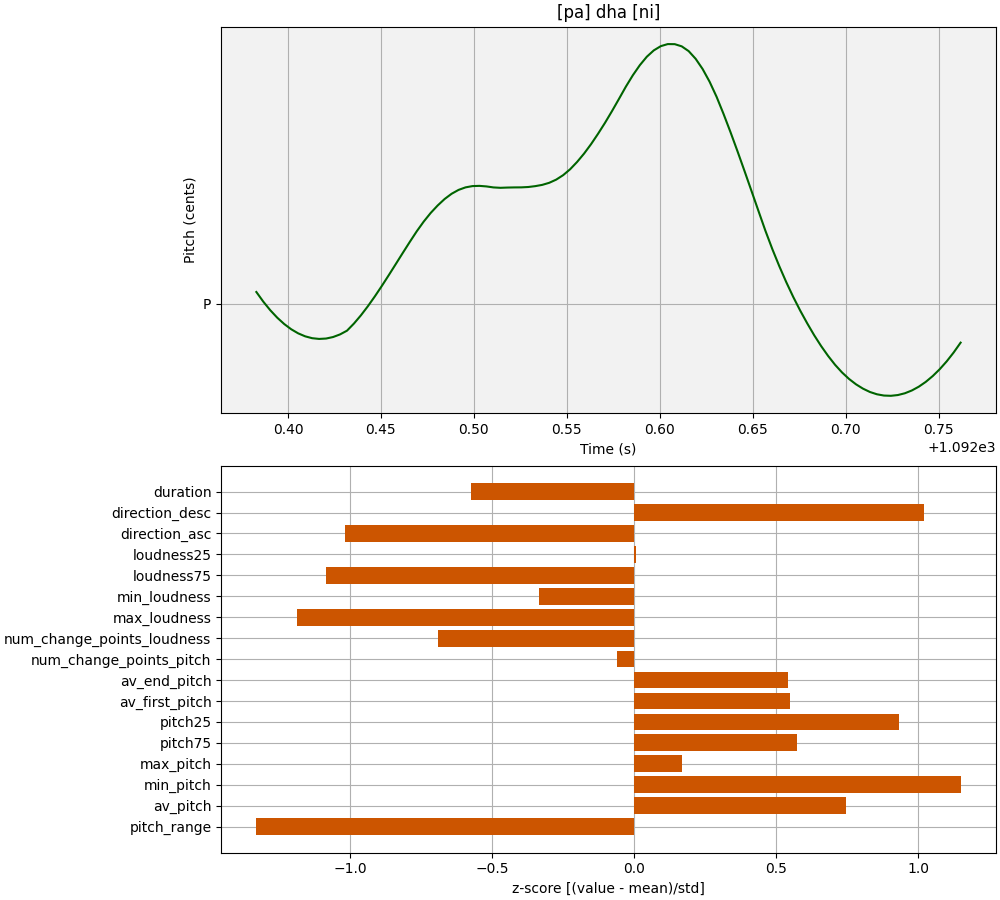 [pa] dha [ni]
Pitch (cents)
P
0.40 0.45 0.50 0.55 0.60 0.65 0.70 0.75
Time (s)
+1.092e3
duration
direction_desc
direction_asc
loudness25
loudness75
min_loudness
max_loudness
num_change_points_loudness
num_change_points_pitch
av_end_pitch
av_first_pitch
pitch25
pitch75
max_pitch
min_pitch
av_pitch
pitch_range
−1.0 −0.5 0.0 0.5 1.0
z-score [(value - mean)/std]